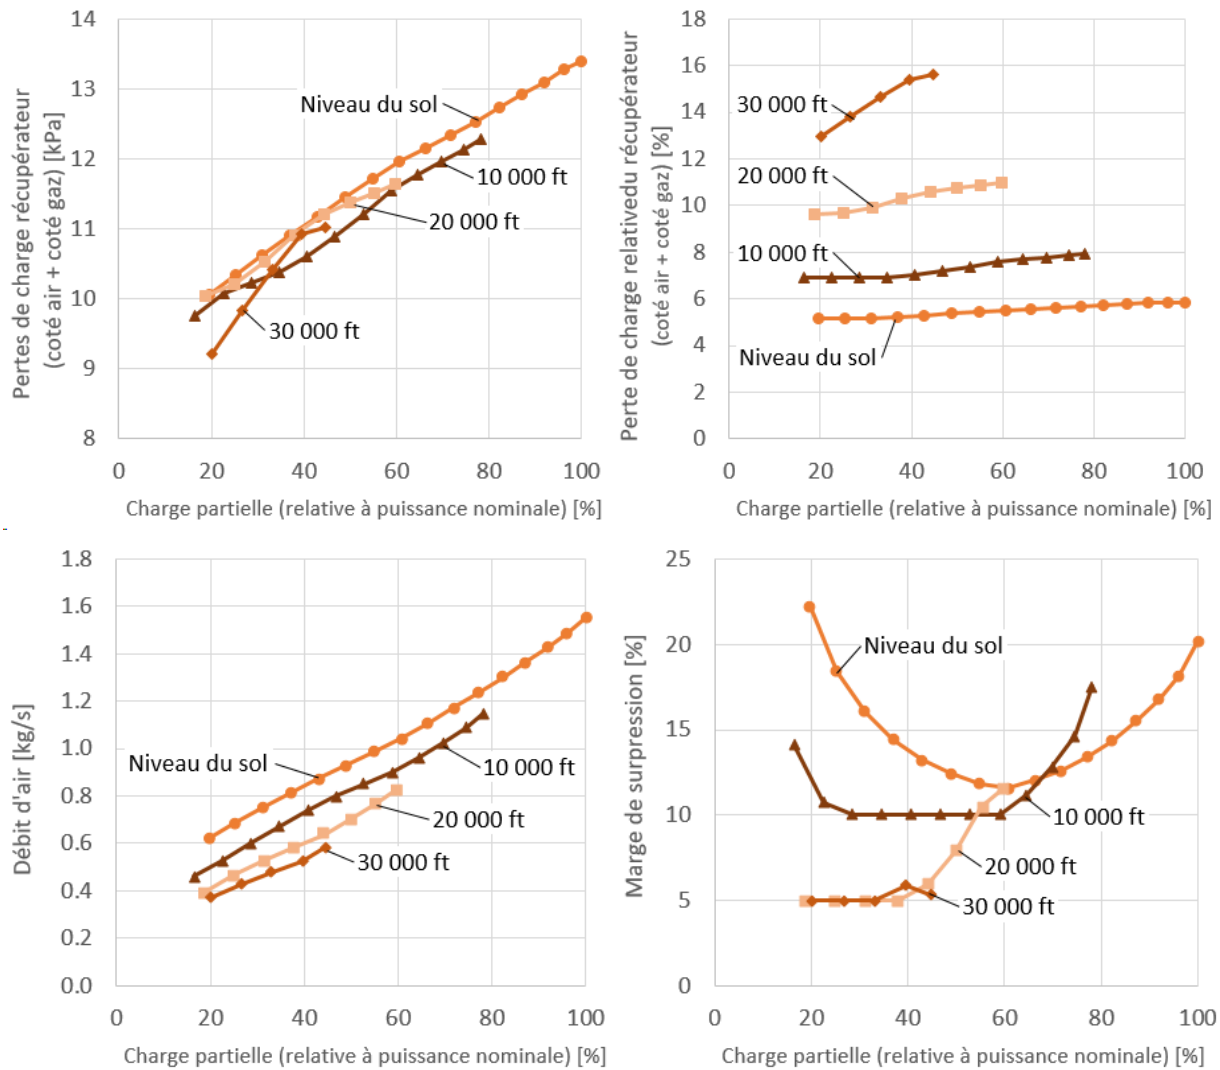 Pertes de charge récupérateur
(coté air + coté gaz) [kPa]
14
13
12
11
10
9
8
Niveau du sol
10 000 ft
20 000 ft
30 000 ft
0 20 40 60 80 100
Charge partielle (relative à puissance nominale) [%]
Perte de charge relativedu récupérateur
(coté air + coté gaz) [%]
18
16
14
12
10
8
6
4
2
0
30 000 ft
20 000 ft
10 000 ft
Niveau du sol
0 20 40 60 80 100
Charge partielle (relative à puissance nominale) [%]
Débit d'air [kg/s]
1.8
1.6
1.4
1.2
1.0
0.8
0.6
0.4
0.2
0.0
Niveau du sol
10 000 ft
20 000 ft
30 000 ft
0 20 40 60 80 100
Charge partielle (relative à puissance nominale) [%]
Marge de surpression [%]
25
20
15
10
5
0
Niveau du sol
10 000 ft
20 000 ft
30 000 ft
0 20 40 60 80 100
Charge partielle (relative à puissance nominale) [%]